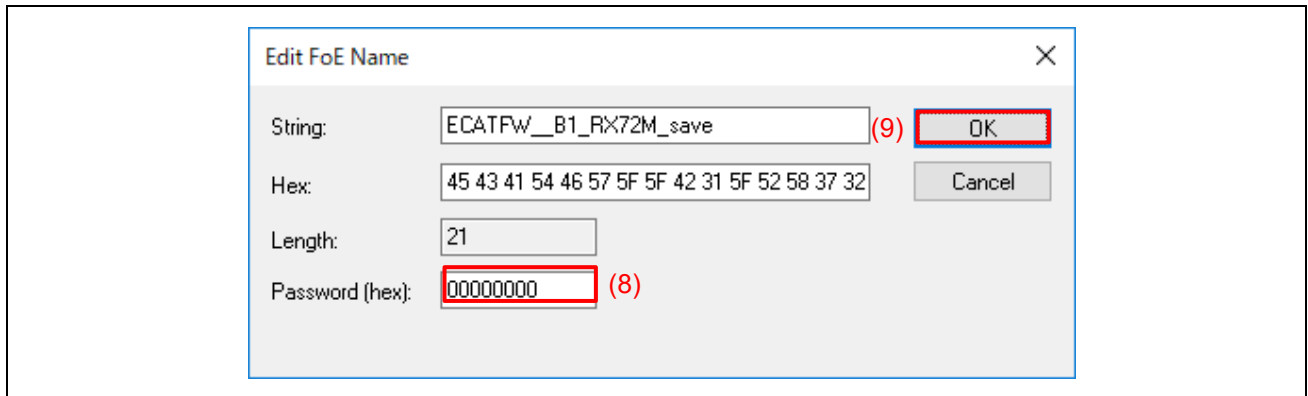 Edit FoE Name
String: ECATFW__B1_RX72M_save (9) OK
Hex: 45 43 41 54 46 57 5F 5F 42 31 5F 52 58 37 32 Cancel
Length: 21
Password (hex): 00000000 (8)